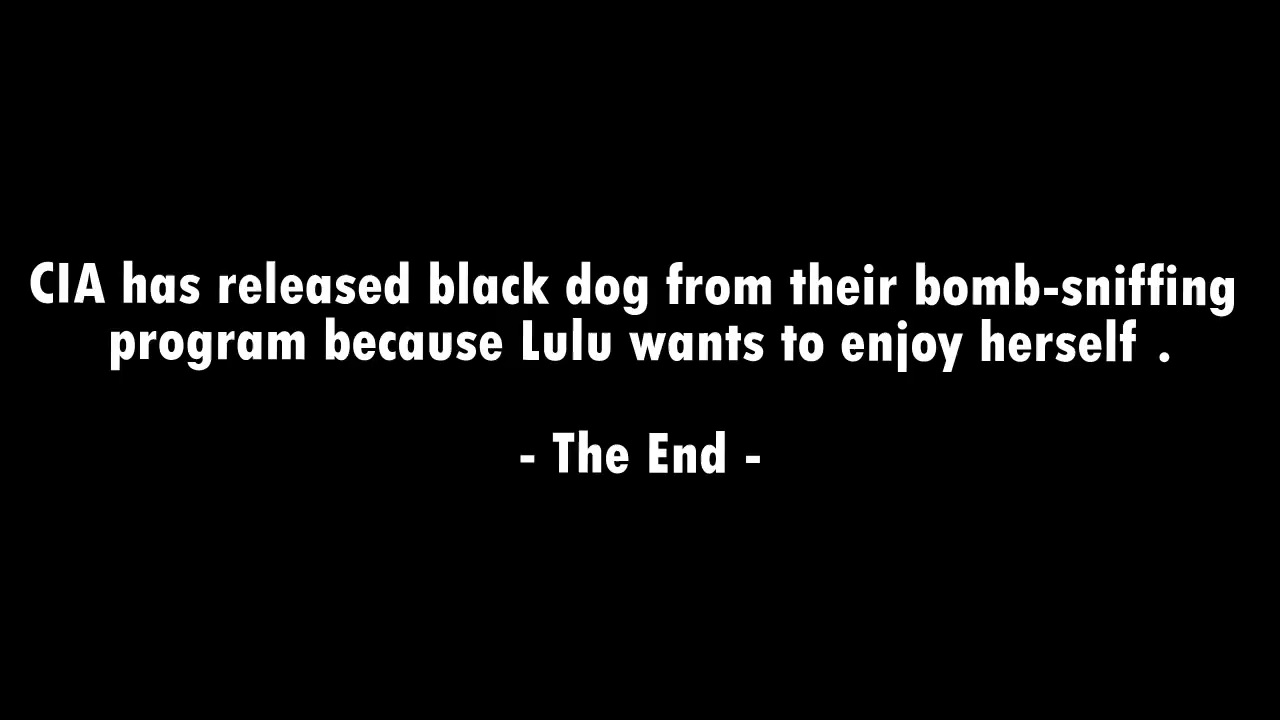 CIA has released black dog from their bomb-sniffing
program because Lulu wants to enjoy herself .
- The End -